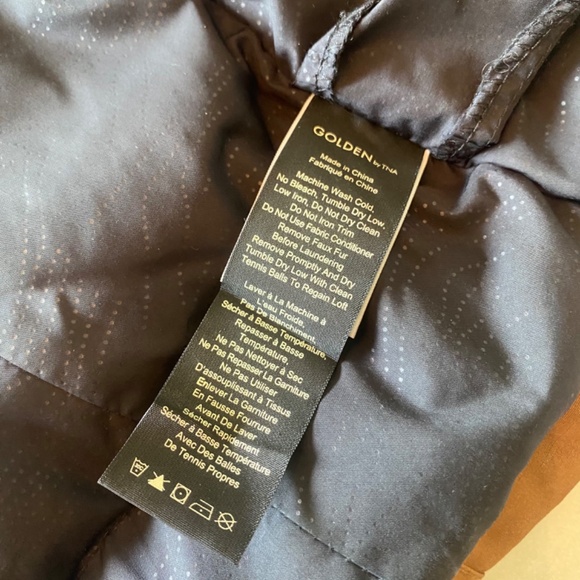 GOLDEN by TNA
Made in China
Fabriqué en Chine
Machine Wash Cold,
No Bleach, Tumble Dry Low,
Low Iron. Do Not Dry Clean
Do Not Iron Trim
Do Not Use Fabric Conditioner
Remove Faux Fur
Before Laundering
Remove Promptly And Dry
Tumble Dry Low With Clean
Tennis Balls To Regain Loft
Laver à La Machine à
L'eau Froide,
Pas De Blanchiment,
Sécher à Basse Température,
Repasser à Basse
Température,
Ne Pas Nettoyer à Sac
Ne Pas Repasser La Garniture
Ne Pas Utiliser
D'assouplissant à Tissus
Enlever La Garniture
En Fausse Fourrure
Avant De Laver
Sécher Rapidement
Sécher à Basse Température
Avec Des Balles
De Tennis Propres